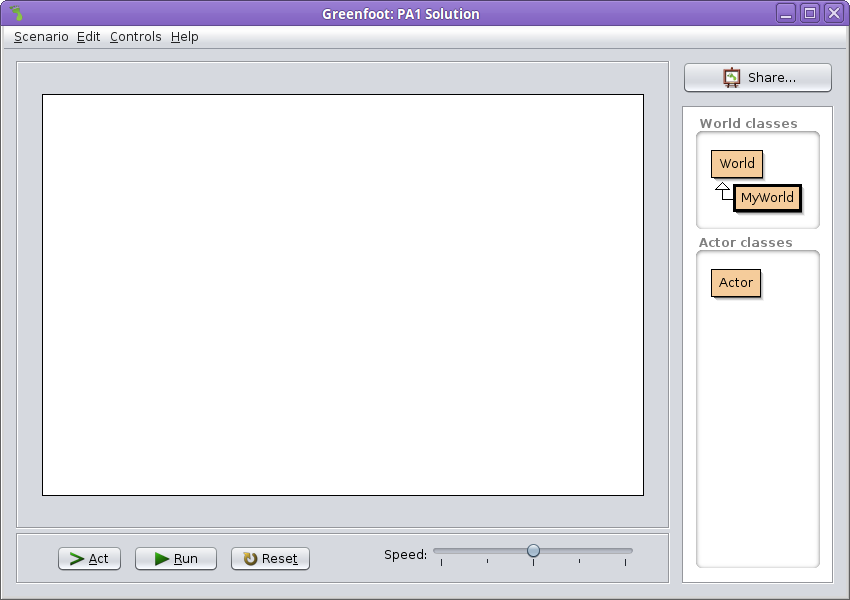 Greenfoot: PA1 Solution
Scenario Edit Controls Help
Share...
World classes
World
MyWorld
Actor classes
Actor
Act Run Reset Speed: